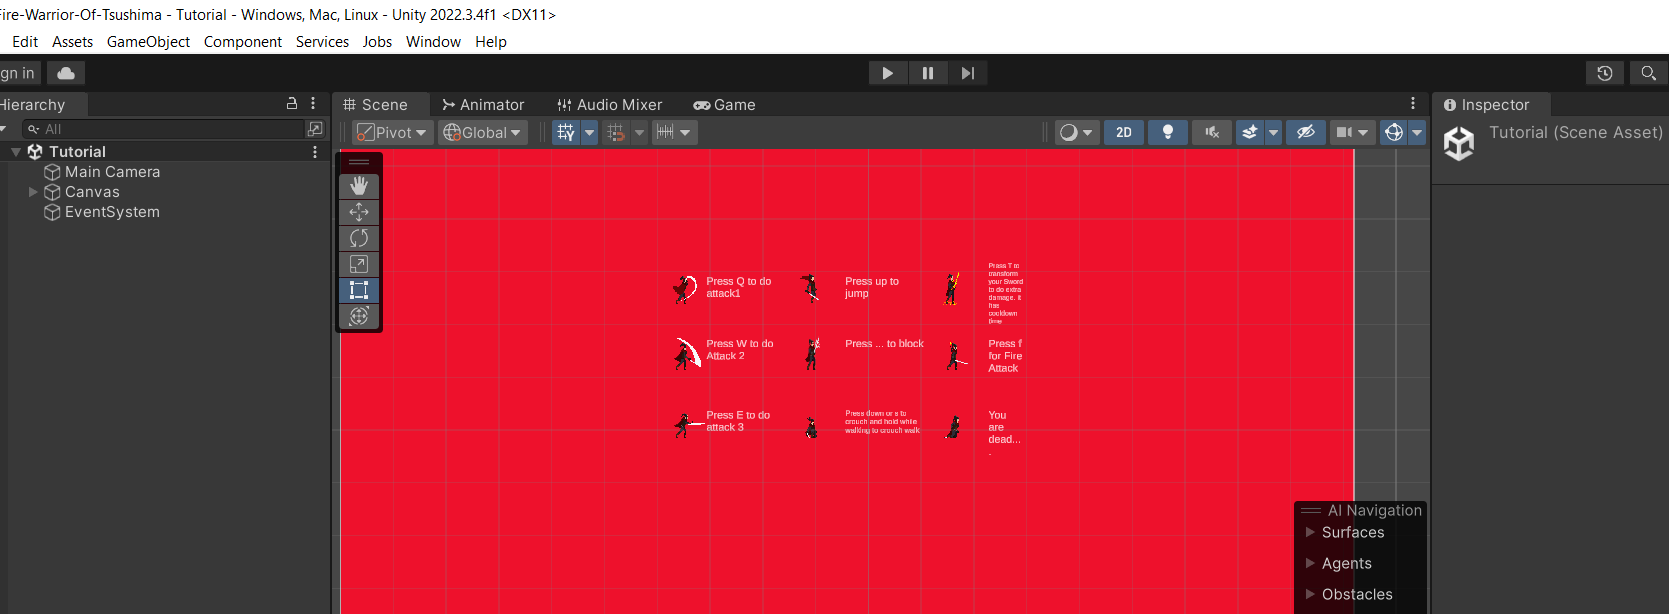 Fire-Warrior-Of-Tsushima - Tutorial - Windows, Mac, Linux - Unity 2022.3.4f1 <DX11>
Edit Assets GameObject Component Services Jobs Window Help
gn in
Hierarchy
Scene Animator Audio Mixer Game
Inspector
All
Pivot Global
2D
Tutorial (Scene Asset)
Tutorial
Main Camera
Canvas
EventSystem
Press Q to do
attack1
Press up to
jump
Press T to
transform
your Sword
to do extra
damage. it
has
cooldown
Press W to do
Attack 2
Press ... to block
Press f
for Fire
Attack
Press E to do
attack 3
Press down or s to
crouch and hold while
walking to crouch walk
You
are
dead...
.
AI Navigation
Surfaces
Agents
Obstacles